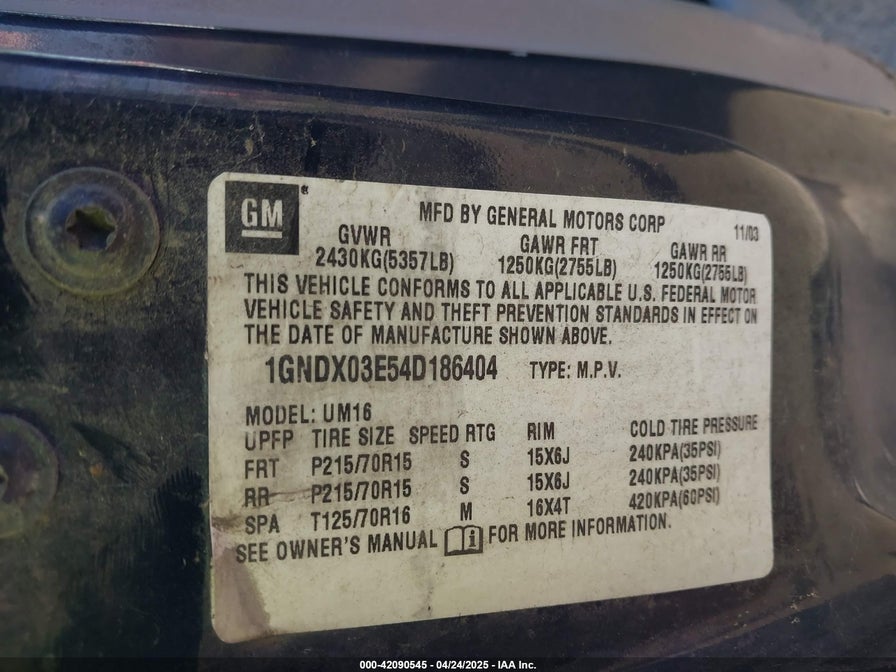 GM
MFD BY GENERAL MOTORS CORP 11/03
GVWR GAWR FRT GAWR RR
2430KG(5357LB) 1250KG(2755LB) 1250KG(2755LB)
THIS VEHICLE CONFORMS TO ALL APPLICABLE U.S. FEDERAL MOTOR
VEHICLE SAFETY AND THEFT PREVENTION STANDARDS IN EFFECT ON
THE DATE OF MANUFACTURE SHOWN ABOVE.
1GNDX03E54D186404 TYPE: M.P.V.
MODEL: UM16
UPFP TIRE SIZE SPEED RTG RIM COLD TIRE PRESSURE
FRT P215/70R15 S 15X6J 240KPA(35PSI)
RR P215/70R15 S 15X6J 240KPA(35PSI)
SPA T125/70R16 M 16X4T 420KPA(60PSI)
SEE OWNER'S MANUAL i FOR MORE INFORMATION.
000-42090545 - 04/24/2025 - IAA Inc.